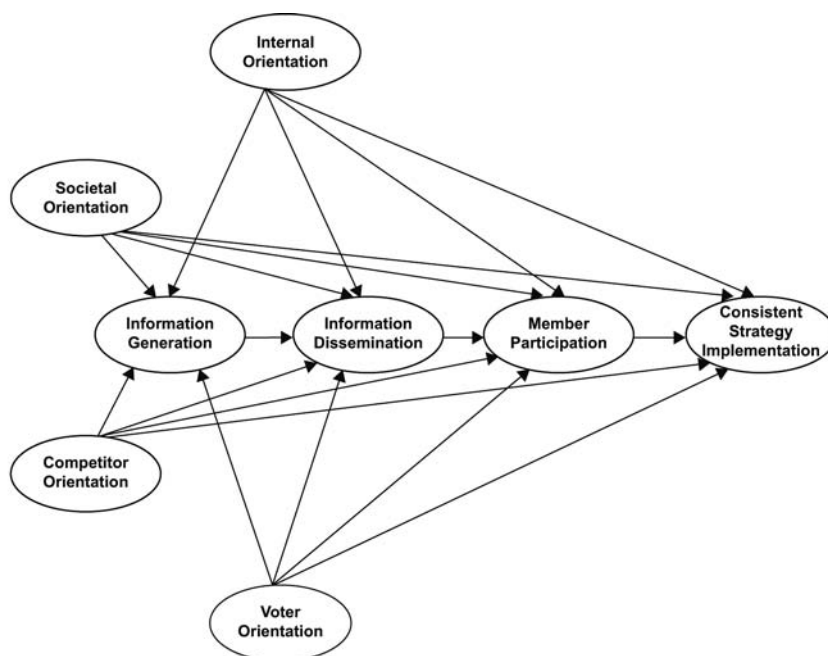 Internal
Orientation
Societal
Orientation
Information
Generation
Information
Dissemination
Member
Participation
Consistent
Strategy
Implementation
Competitor
Orientation
Voter
Orientation